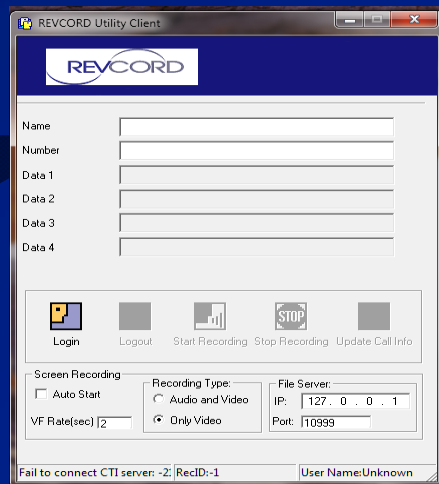 REVCORD Utility Client
REVCORD
Name
Number
Data 1
Data 2
Data 3
Data 4
Login Logout Start Recording STOP Stop Recording Update Call Info
Screen Recording
Auto Start
VF Rate(sec) 2
Recording Type:
Audio and Video
Only Video
File Server:
IP: 127 . 0 . 0 . 1
Port: 10999
Fail to connect CTI server: -2 RecID:-1 User Name:Unknown